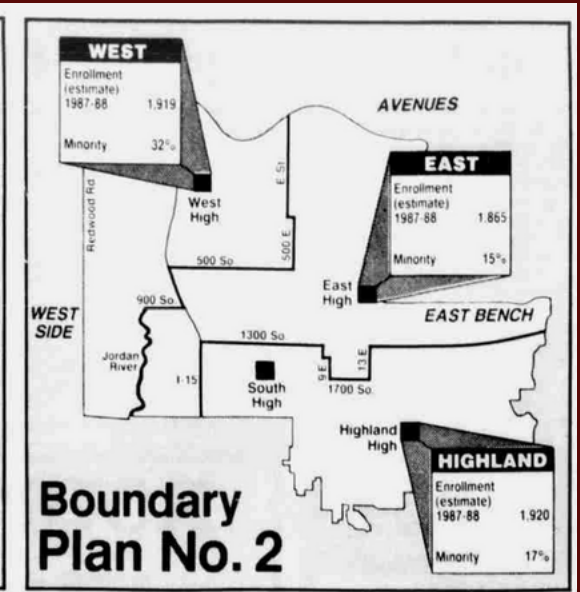 WEST
Enrollment
(estimate)
1987-88 1,919
Minority 32%
AVENUES
EAST
Enrollment
(estimate)
1987-88 1,865
Minority 15%
Redwood Rd
West
High
E St
500 E
500 So
East
High
900 So.
WEST
SIDE
EAST BENCH
1300 So
Jordan
River
I-15
South
High
9 E
13 E
1700 So.
Highland
High
HIGHLAND
Enrollment
(estimate)
1987-88 1,920
Minority 17%
Boundary
Plan No. 2